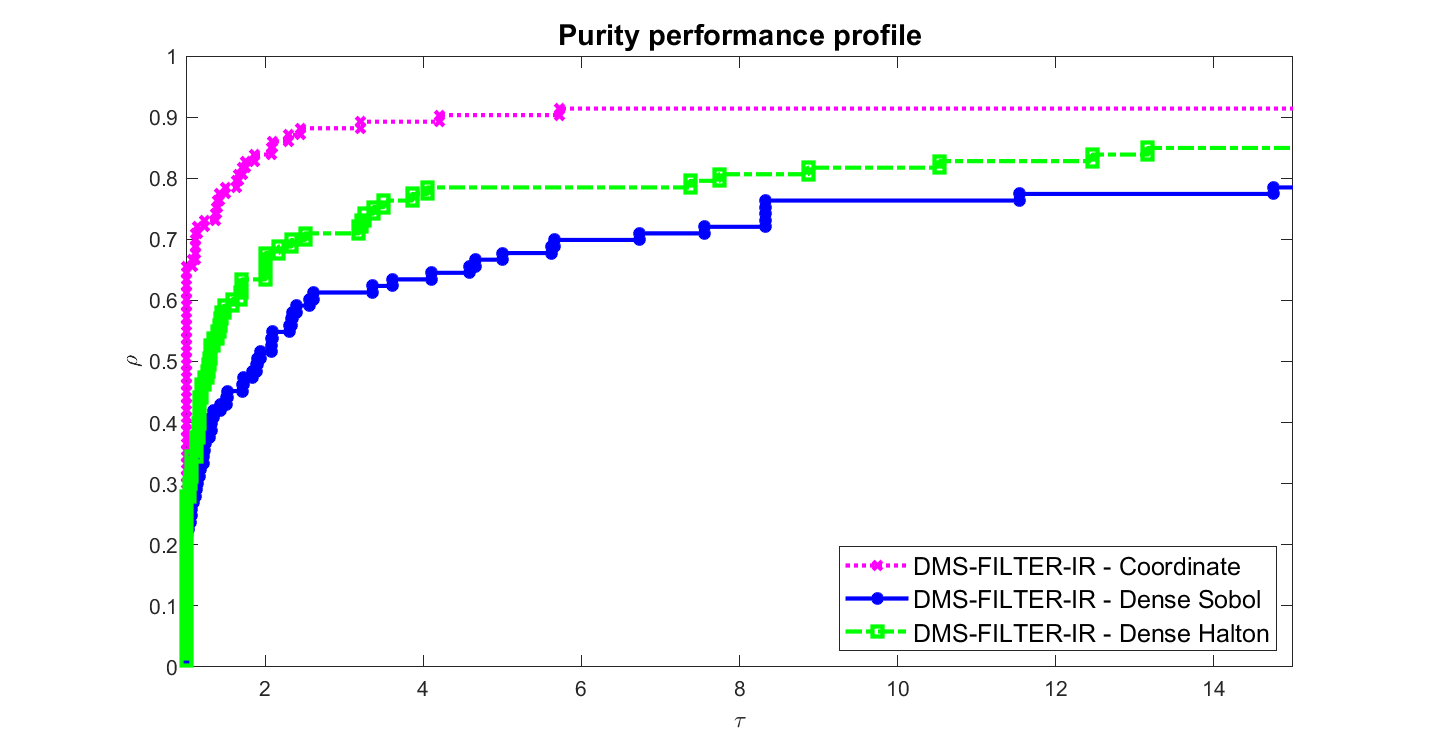 Purity performance profile
1
0.9
0.8
0.7
0.6
0.5
0.4
0.3
0.2
0.1
0
ρ
2 4 6 8 10 12 14
τ
DMS-FILTER-IR - Coordinate
DMS-FILTER-IR - Dense Sobol
DMS-FILTER-IR - Dense Halton